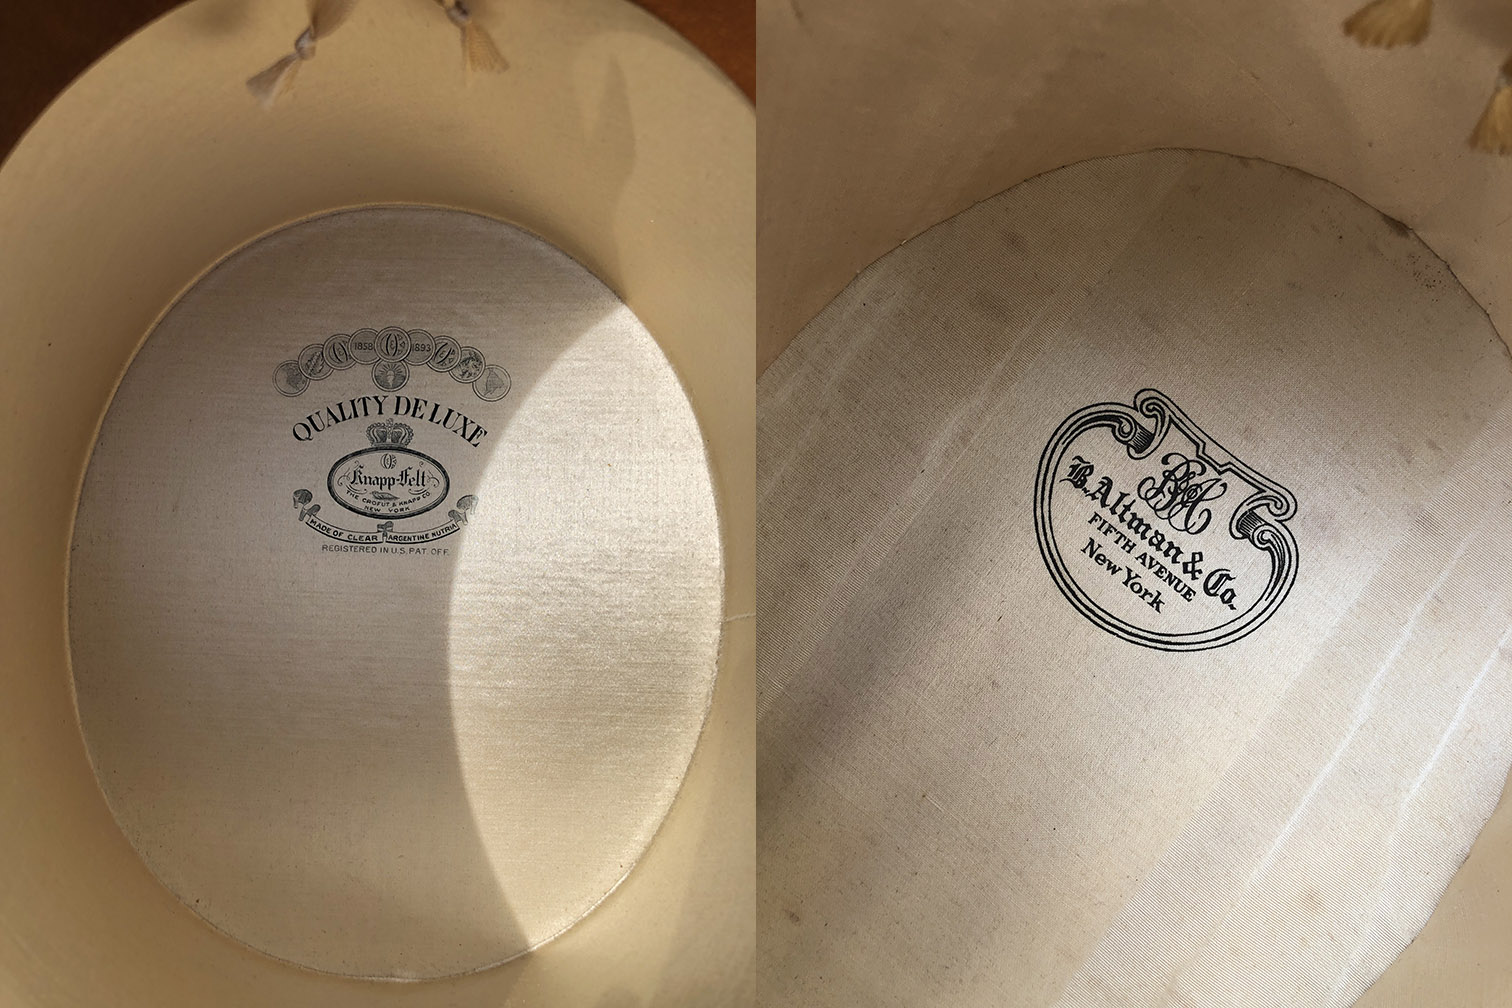 1858 1893
QUALITY DE LUXE
Knapp-Felt
THE CROFUT & KNAPP CO.
NEW YORK
MADE OF CLEAR ARGENTINE NUTRIA
REGISTERED IN U.S. PAT. OFF.
B. Altman & Co.
FIFTH AVENUE
New York